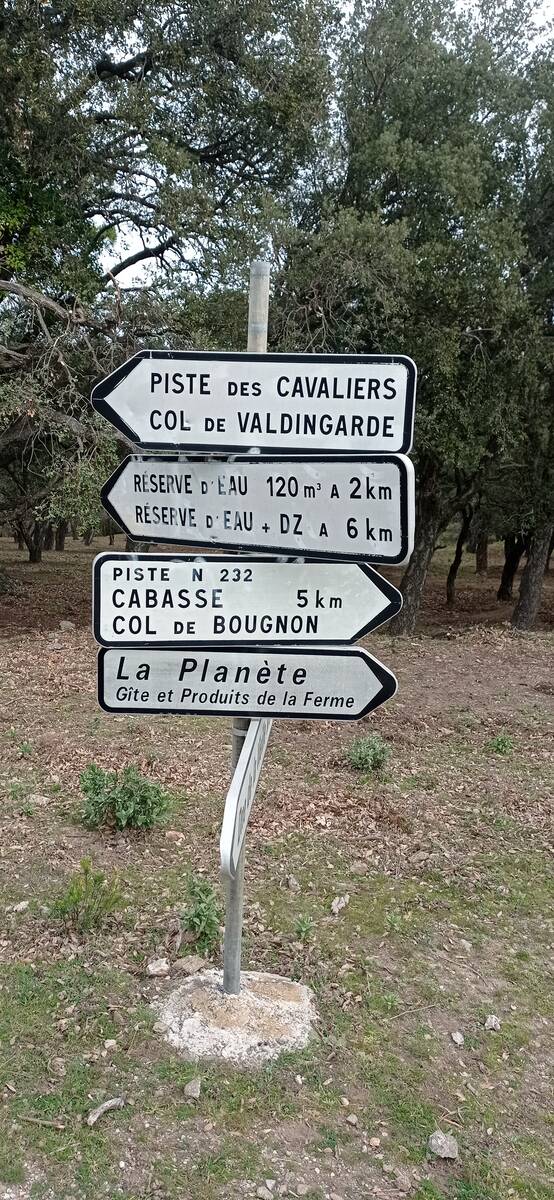 PISTE DES CAVALIERS
COL DE VALDINGARDE
RÉSERVE D'EAU 120m³ A 2km
RÉSERVE D'EAU + DZ A 6km
PISTE N 232
CABASSE 5km
COL DE BOUGNON
La Planète
Gîte et Produits de la Ferme